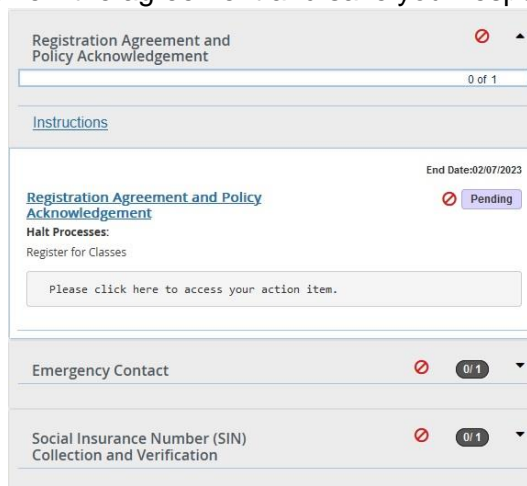 Registration Agreement and
Policy Acknowledgement
0 of 1
Instructions
End Date:02/07/2023
Registration Agreement and Policy
Acknowledgement
Pending
Halt Processes:
Register for Classes
Please click here to access your action item.
Emergency Contact
0/ 1
Social Insurance Number (SIN)
Collection and Verification
0/ 1